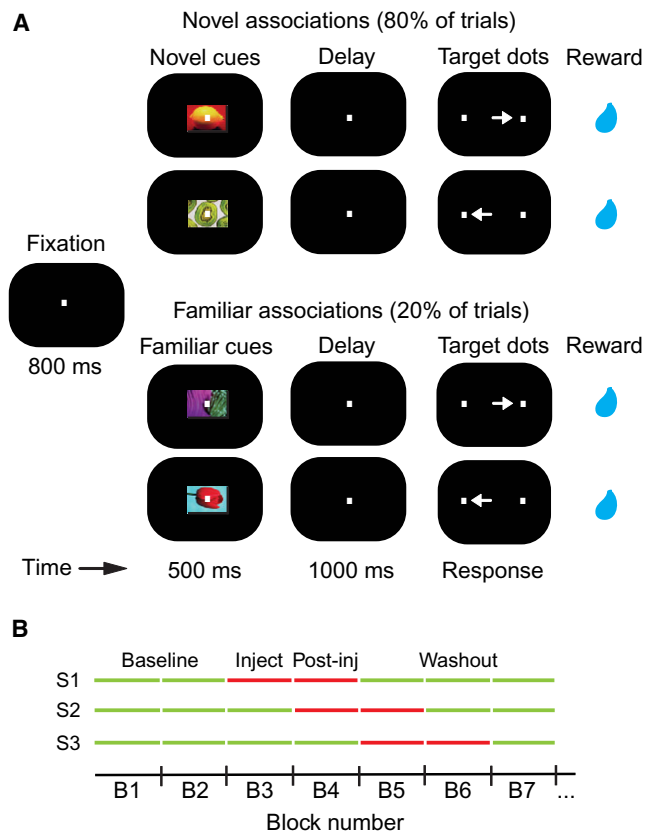 A
Novel associations (80% of trials)
Novel cues Delay Target dots Reward
Fixation
800 ms
Familiar associations (20% of trials)
Familiar cues Delay Target dots Reward
Time 500 ms 1000 ms Response
B
Baseline Inject Post-inj Washout
S1
S2
S3
B1 B2 B3 B4 B5 B6 B7 ...
Block number